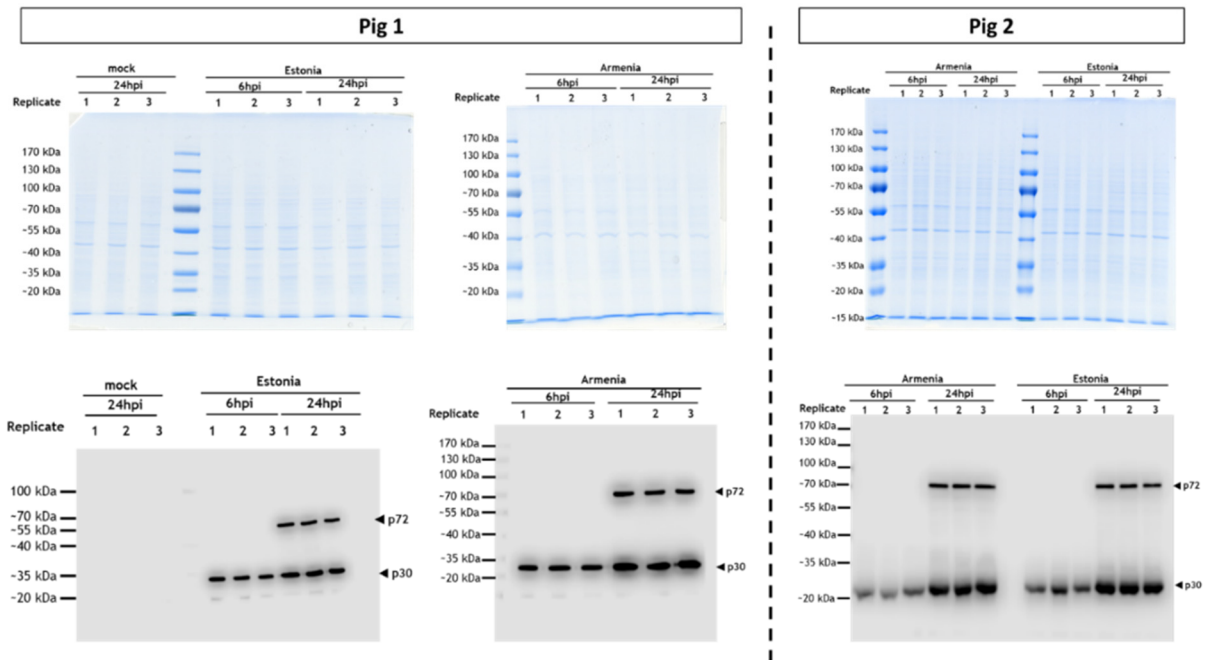 Pig 1
Pig 2
mock
24hpi
Estonia
6hpi 24hpi
Replicate 1 2 3 1 2 3 1 2 3
170 kDa
130 kDa
100 kDa
~70 kDa
~55 kDa
~40 kDa
~35 kDa
~20 kDa
Armenia
6hpi 24hpi
Replicate 1 2 3 1 2 3
170 kDa
130 kDa
100 kDa
~70 kDa
~55 kDa
~40 kDa
~35 kDa
~20 kDa
Armenia Estonia
6hpi 24hpi 6hpi 24hpi
Replicate 1 2 3 1 2 3 1 2 3 1 2 3
170 kDa
130 kDa
100 kDa
~70 kDa
~55 kDa
~40 kDa
~35 kDa
~20 kDa
~15 kDa
mock
24hpi
Estonia
6hpi 24hpi
Replicate 1 2 3 1 2 3 1 2 3
100 kDa
~70 kDa
~55 kDa
~40 kDa
~35 kDa
~20 kDa
p72
p30
Armenia
6hpi 24hpi
Replicate 1 2 3 1 2 3
170 kDa
130 kDa
100 kDa
~70 kDa
~55 kDa
~40 kDa
~35 kDa
~20 kDa
p72
p30
Armenia Estonia
6hpi 24hpi 6hpi 24hpi
Replicate 1 2 3 1 2 3 1 2 3 1 2 3
170 kDa
130 kDa
100 kDa
~70 kDa
~55 kDa
~40 kDa
~35 kDa
~20 kDa
p72
p30